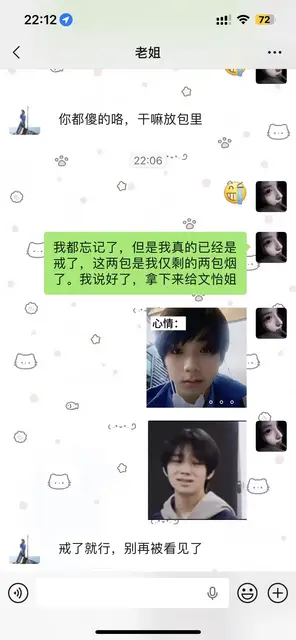 22:12
72
老姐
你都傻的咯，干嘛放包里
22:06
我都忘记了，但是我真的已经是
戒了，这两包是我仅剩的两包烟
了。我说好了，拿下来给文怡姐
心情：
戒了就行，别再被看见了